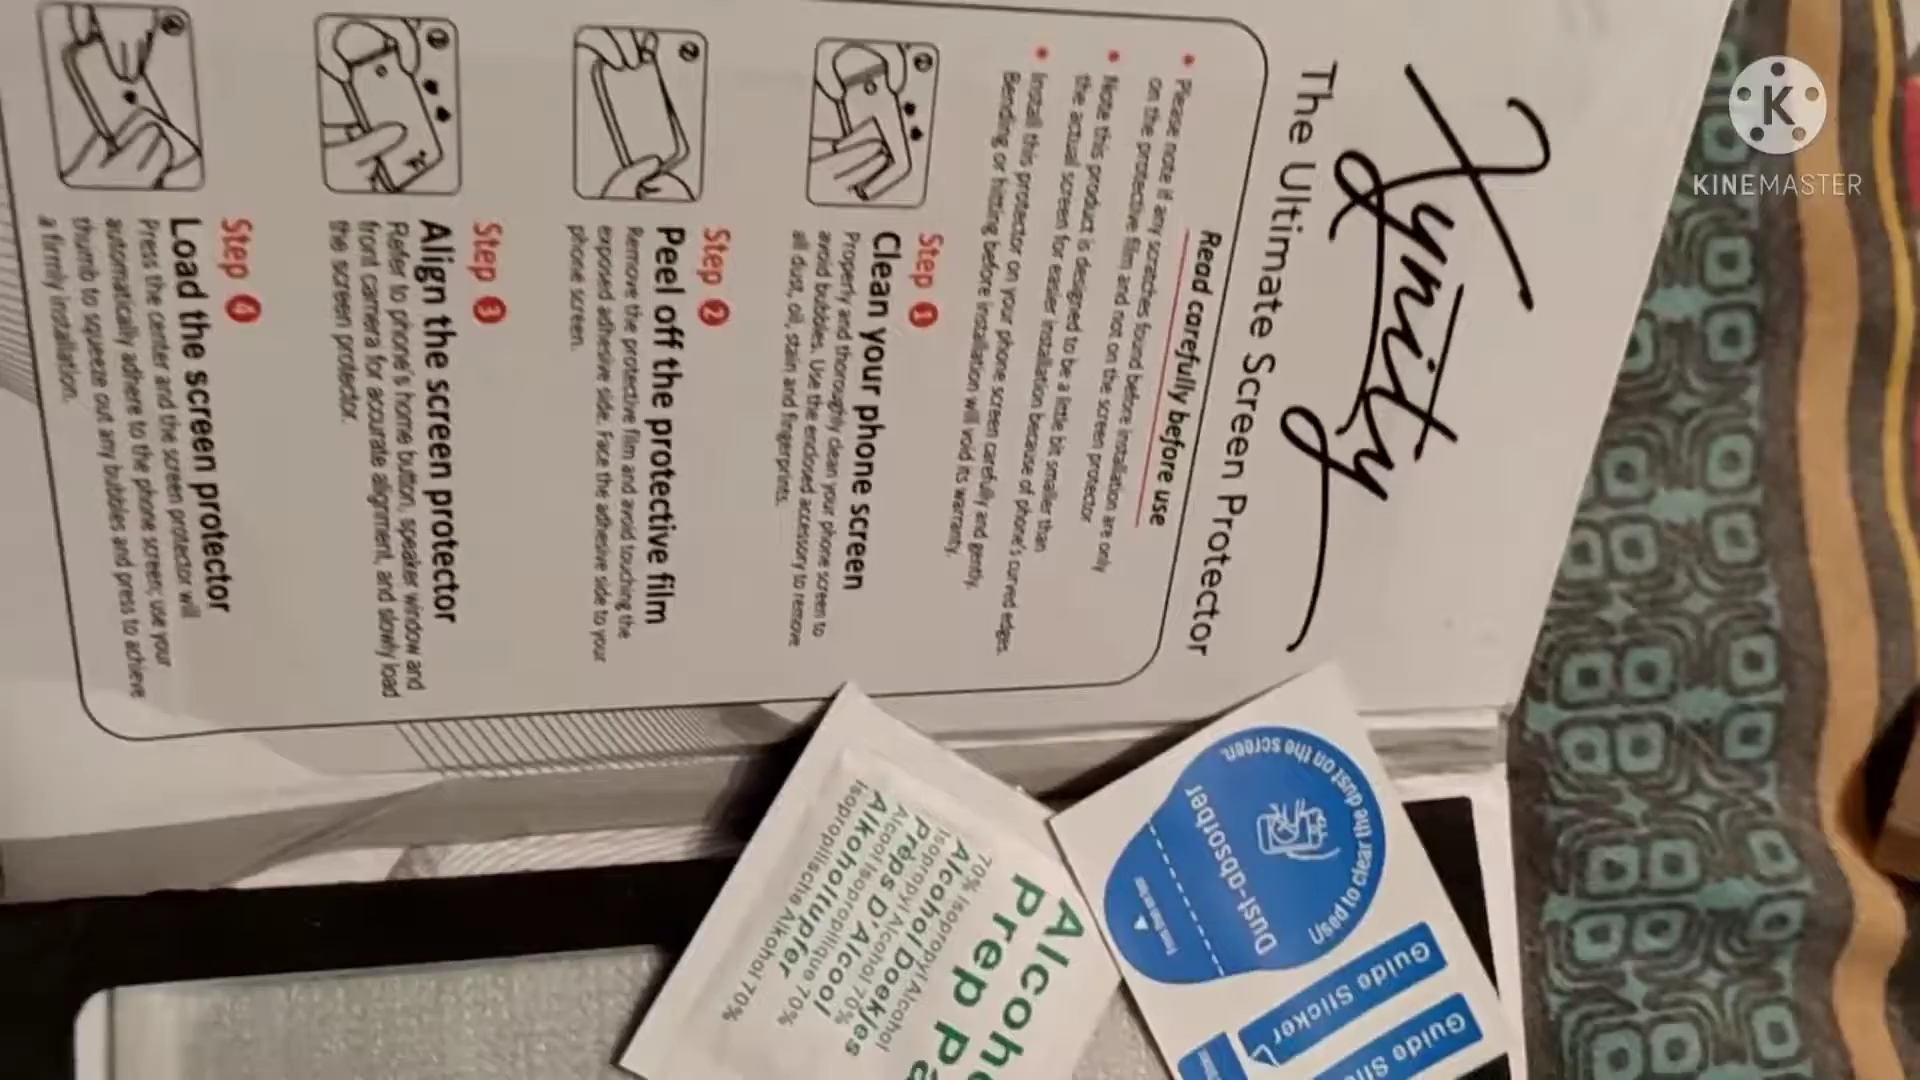 Xynity
The Ultimate Screen Protector
Read carefully before use
• Please note if any scratches found before installation are only
on the protective film and not on the screen protector
• Note this product is designed to be a little bit smaller than
the actual screen for easier installation because of phone's curved edges.
• Install this protector on your phone screen carefully and gently.
Bending or hitting before installation will void its warranty.
Step 1
Clean your phone screen
Properly and thoroughly clean your phone screen to
avoid bubbles. Use the enclosed accessory to remove
all dust, oil, stain and fingerprints.
Step 2
Peel off the protective film
Remove the protective film and avoid touching the
exposed adhesive side. Face the adhesive side to your
phone screen.
Step 3
Align the screen protector
Refer to phone's home button, speaker window and
front camera for accurate alignment, and slowly load
the screen protector.
Step 4
Load the screen protector
Press the center and the screen protector will
automatically adhere to the phone screen; use your
thumb to squeeze out any bubbles and press to achieve
a firmly installation.
Alcoh
Prep pa
70% Isopropyl Alcohol
Alcohol Doekjes
Isopropyl Alcohol 70%
Préps D'Alcool
Alcool Isopropylique 70%
Alkoholtupfer
Isopropilische Alkohol 70%
Used to clear the dust on the screen.
Dust-absorber
Guide Sticker
Guide Sti
K
KINEMASTER